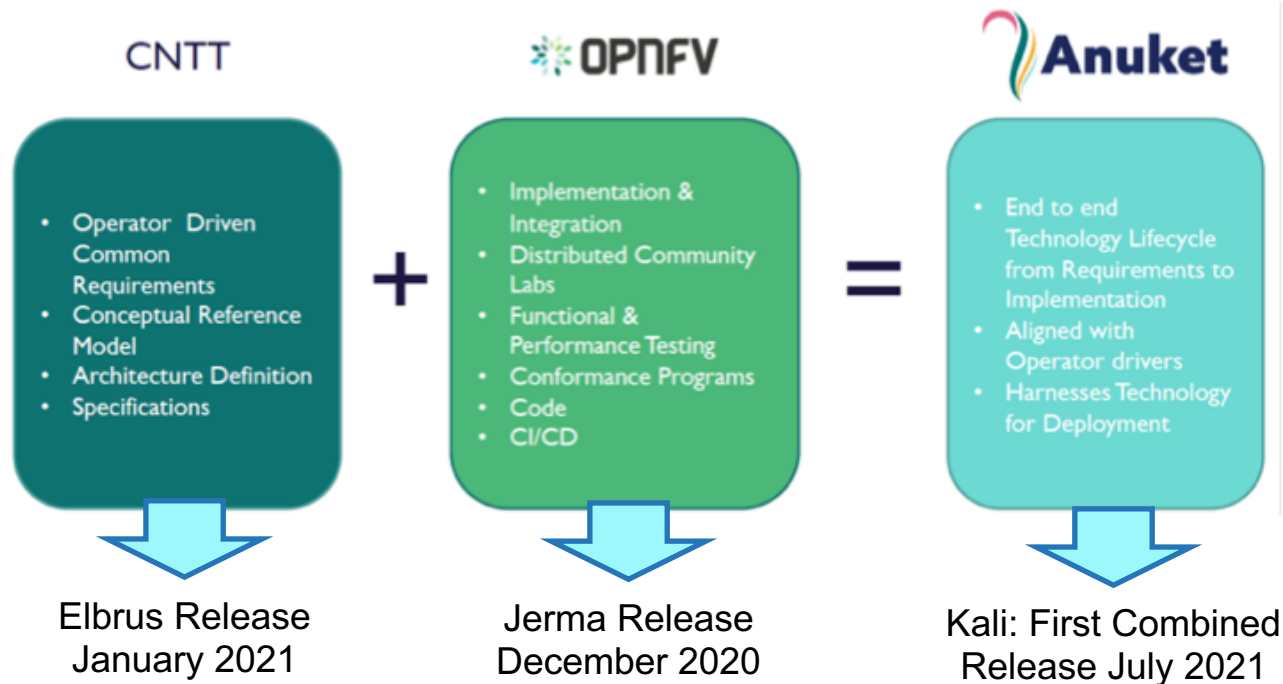 CNTT
OPNFV
Anuket
• Operator Driven
Common
Requirements
• Conceptual Reference
Model
• Architecture Definition
• Specifications
+
• Implementation &
Integration
• Distributed Community
Labs
• Functional &
Performance Testing
• Conformance Programs
• Code
• CI/CD
=
• End to end
Technology Lifecycle
from Requirements to
Implementation
• Aligned with
Operator drivers
• Harnesses Technology
for Deployment
Elbrus Release
January 2021
Jerma Release
December 2020
Kali: First Combined
Release July 2021